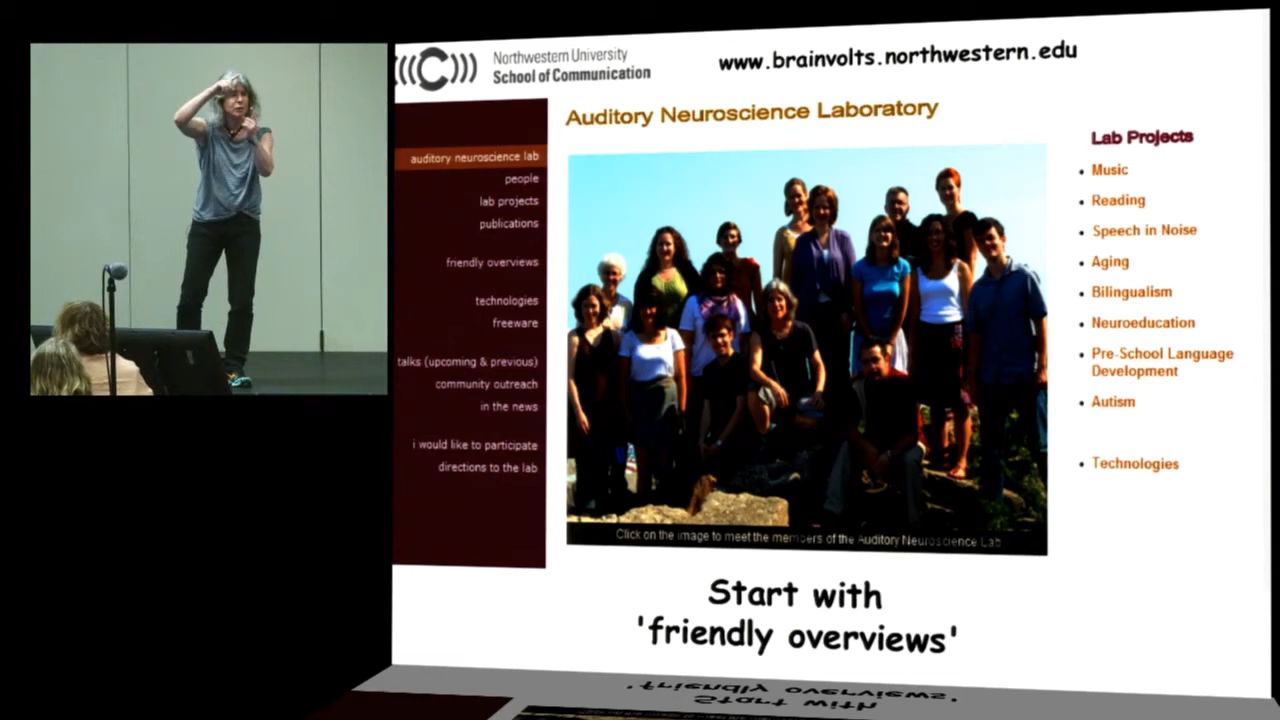 Northwestern University
School of Communication
www.brainvolts.northwestern.edu
auditory neuroscience lab
people
lab projects
publications
friendly overviews
technologies
freeware
talks (upcoming & previous)
community outreach
in the news
i would like to participate
directions to the lab
Auditory Neuroscience Laboratory
Click on the image to meet the members of the Auditory Neuroscience Lab
Lab Projects
• Music
• Reading
• Speech in Noise
• Aging
• Bilingualism
• Neuroeducation
• Pre-School Language
Development
• Autism
• Technologies
Start with
'friendly overviews'